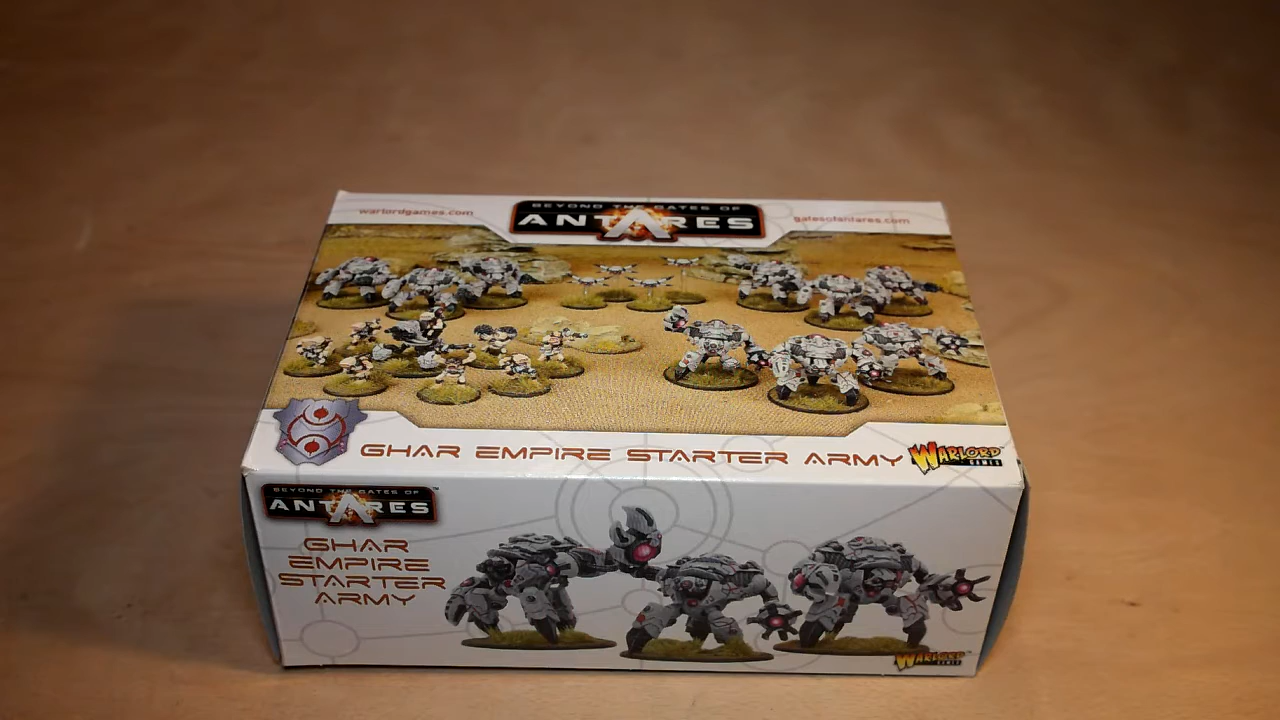 warlordgames.com
BEYOND THE GATES OF
ANTARES
gatesofantares.com
GHAR EMPIRE STARTER ARMY
WARLORD
GAMES
BEYOND THE GATES OF
ANTARES
GHAR
EMPIRE
STARTER
ARMY
WARLORD
GAMES